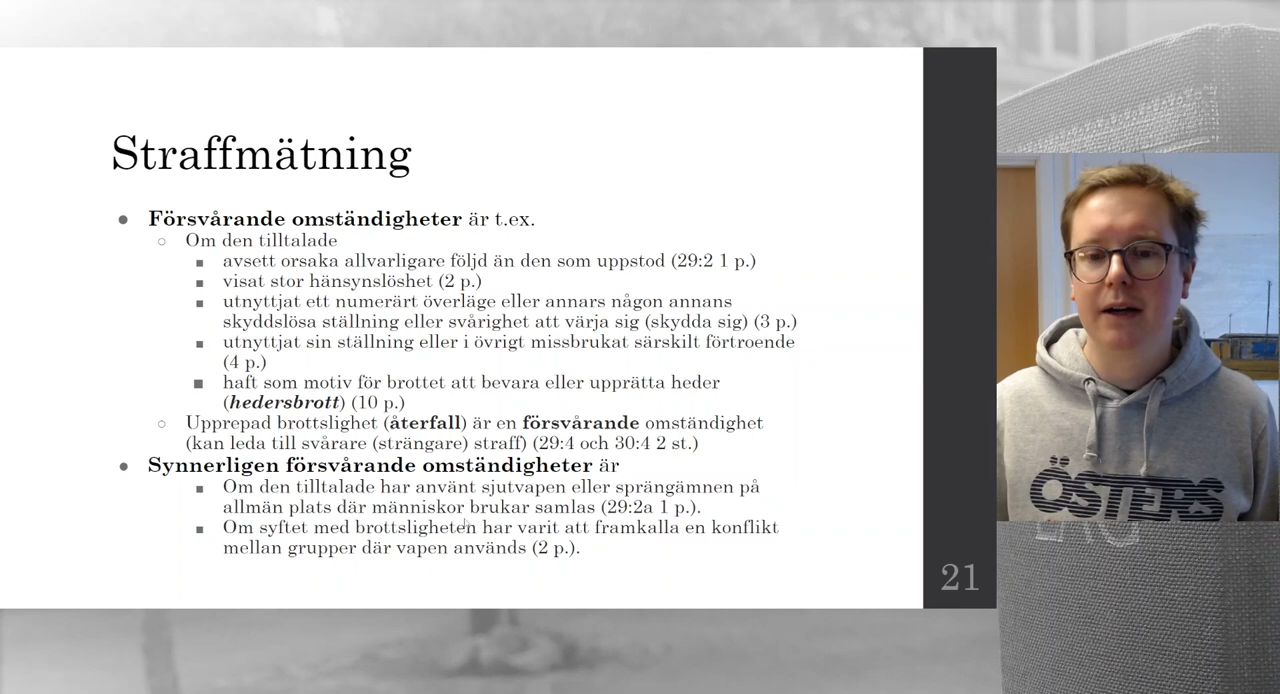 Straffmätning
● Försvårande omständigheter är t.ex.
○ Om den tilltalade
■ avsett orsaka allvarligare följd än den som uppstod (29:2 1 p.)
■ visat stor hänsynslöshet (2 p.)
■ utnyttjat ett numerärt överläge eller annars någon annans
skyddslösa ställning eller svårighet att värja sig (skydda sig) (3 p.)
■ utnyttjat sin ställning eller i övrigt missbrukat särskilt förtroende
(4 p.)
■ haft som motiv för brottet att bevara eller upprätta heder
(hedersbrott) (10 p.)
○ Upprepad brottslighet (återfall) är en försvårande omständighet
(kan leda till svårare (strängare) straff) (29:4 och 30:4 2 st.)
● Synnerligen försvårande omständigheter är
■ Om den tilltalade har använt sjutvapen eller sprängämnen på
allmän plats där människor brukar samlas (29:2a 1 p.).
■ Om syftet med brottsligheten har varit att framkalla en konflikt
mellan grupper där vapen används (2 p.).
21
ÖSTERS